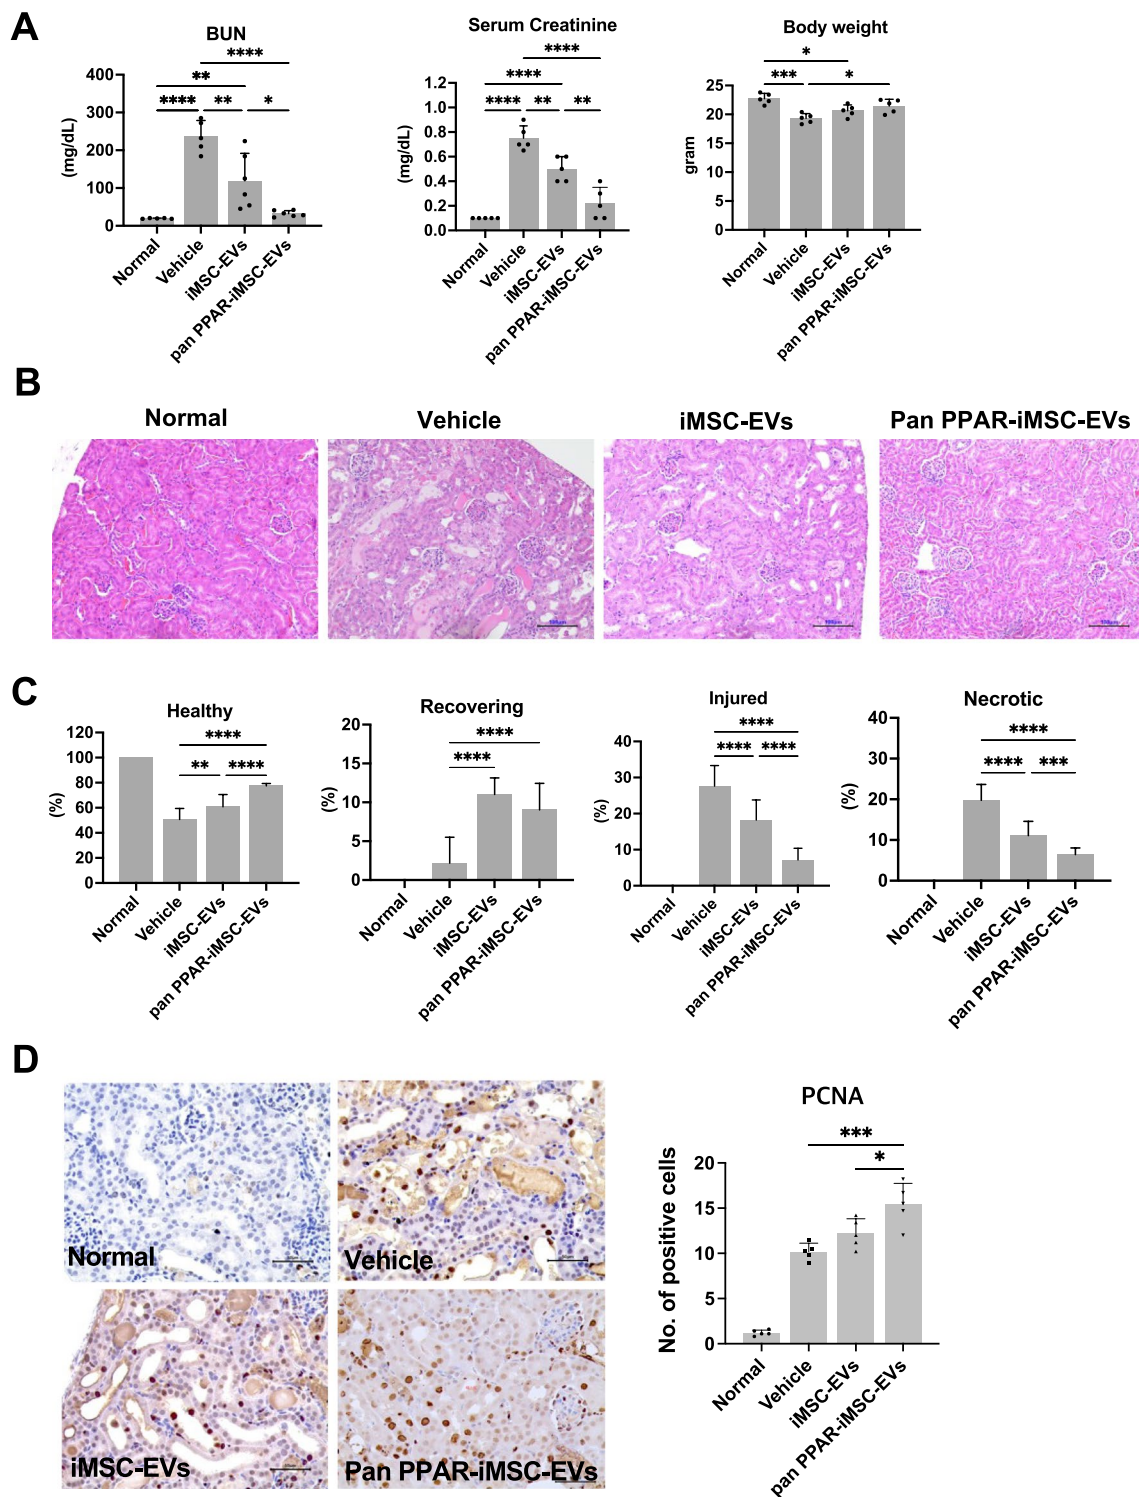 A
BUN
****
**
**** ** *
400
300
200
100
0
(mg/dL)
Normal
Vehicle
iMSC-EVs
pan PPAR-iMSC-EVs
Serum Creatinine
****
****
**** ** **
1.2
1.0
0.8
0.6
0.4
0.2
0.0
(mg/dL)
Normal
Vehicle
iMSC-EVs
pan PPAR-iMSC-EVs
Body weight
*
*** *
25
20
15
10
5
0
gram
Normal
Vehicle
iMSC-EVs
pan PPAR-iMSC-EVs
B
Normal
Vehicle
iMSC-EVs
Pan PPAR-iMSC-EVs
C
Healthy
****
** ****
120
100
80
60
40
20
0
(%)
Normal
Vehicle
iMSC-EVs
pan PPAR-iMSC-EVs
Recovering
****
****
20
15
10
5
0
(%)
Normal
Vehicle
iMSC-EVs
pan PPAR-iMSC-EVs
Injured
****
**** ****
40
30
20
10
0
(%)
Normal
Vehicle
iMSC-EVs
pan PPAR-iMSC-EVs
Necrotic
****
**** ***
40
30
20
10
0
(%)
Normal
Vehicle
iMSC-EVs
pan PPAR-iMSC-EVs
D
Normal
Vehicle
iMSC-EVs
Pan PPAR-iMSC-EVs
PCNA
***
*
20
15
10
5
0
No. of positive cells
Normal
Vehicle
iMSC-EVs
pan PPAR-iMSC-EVs